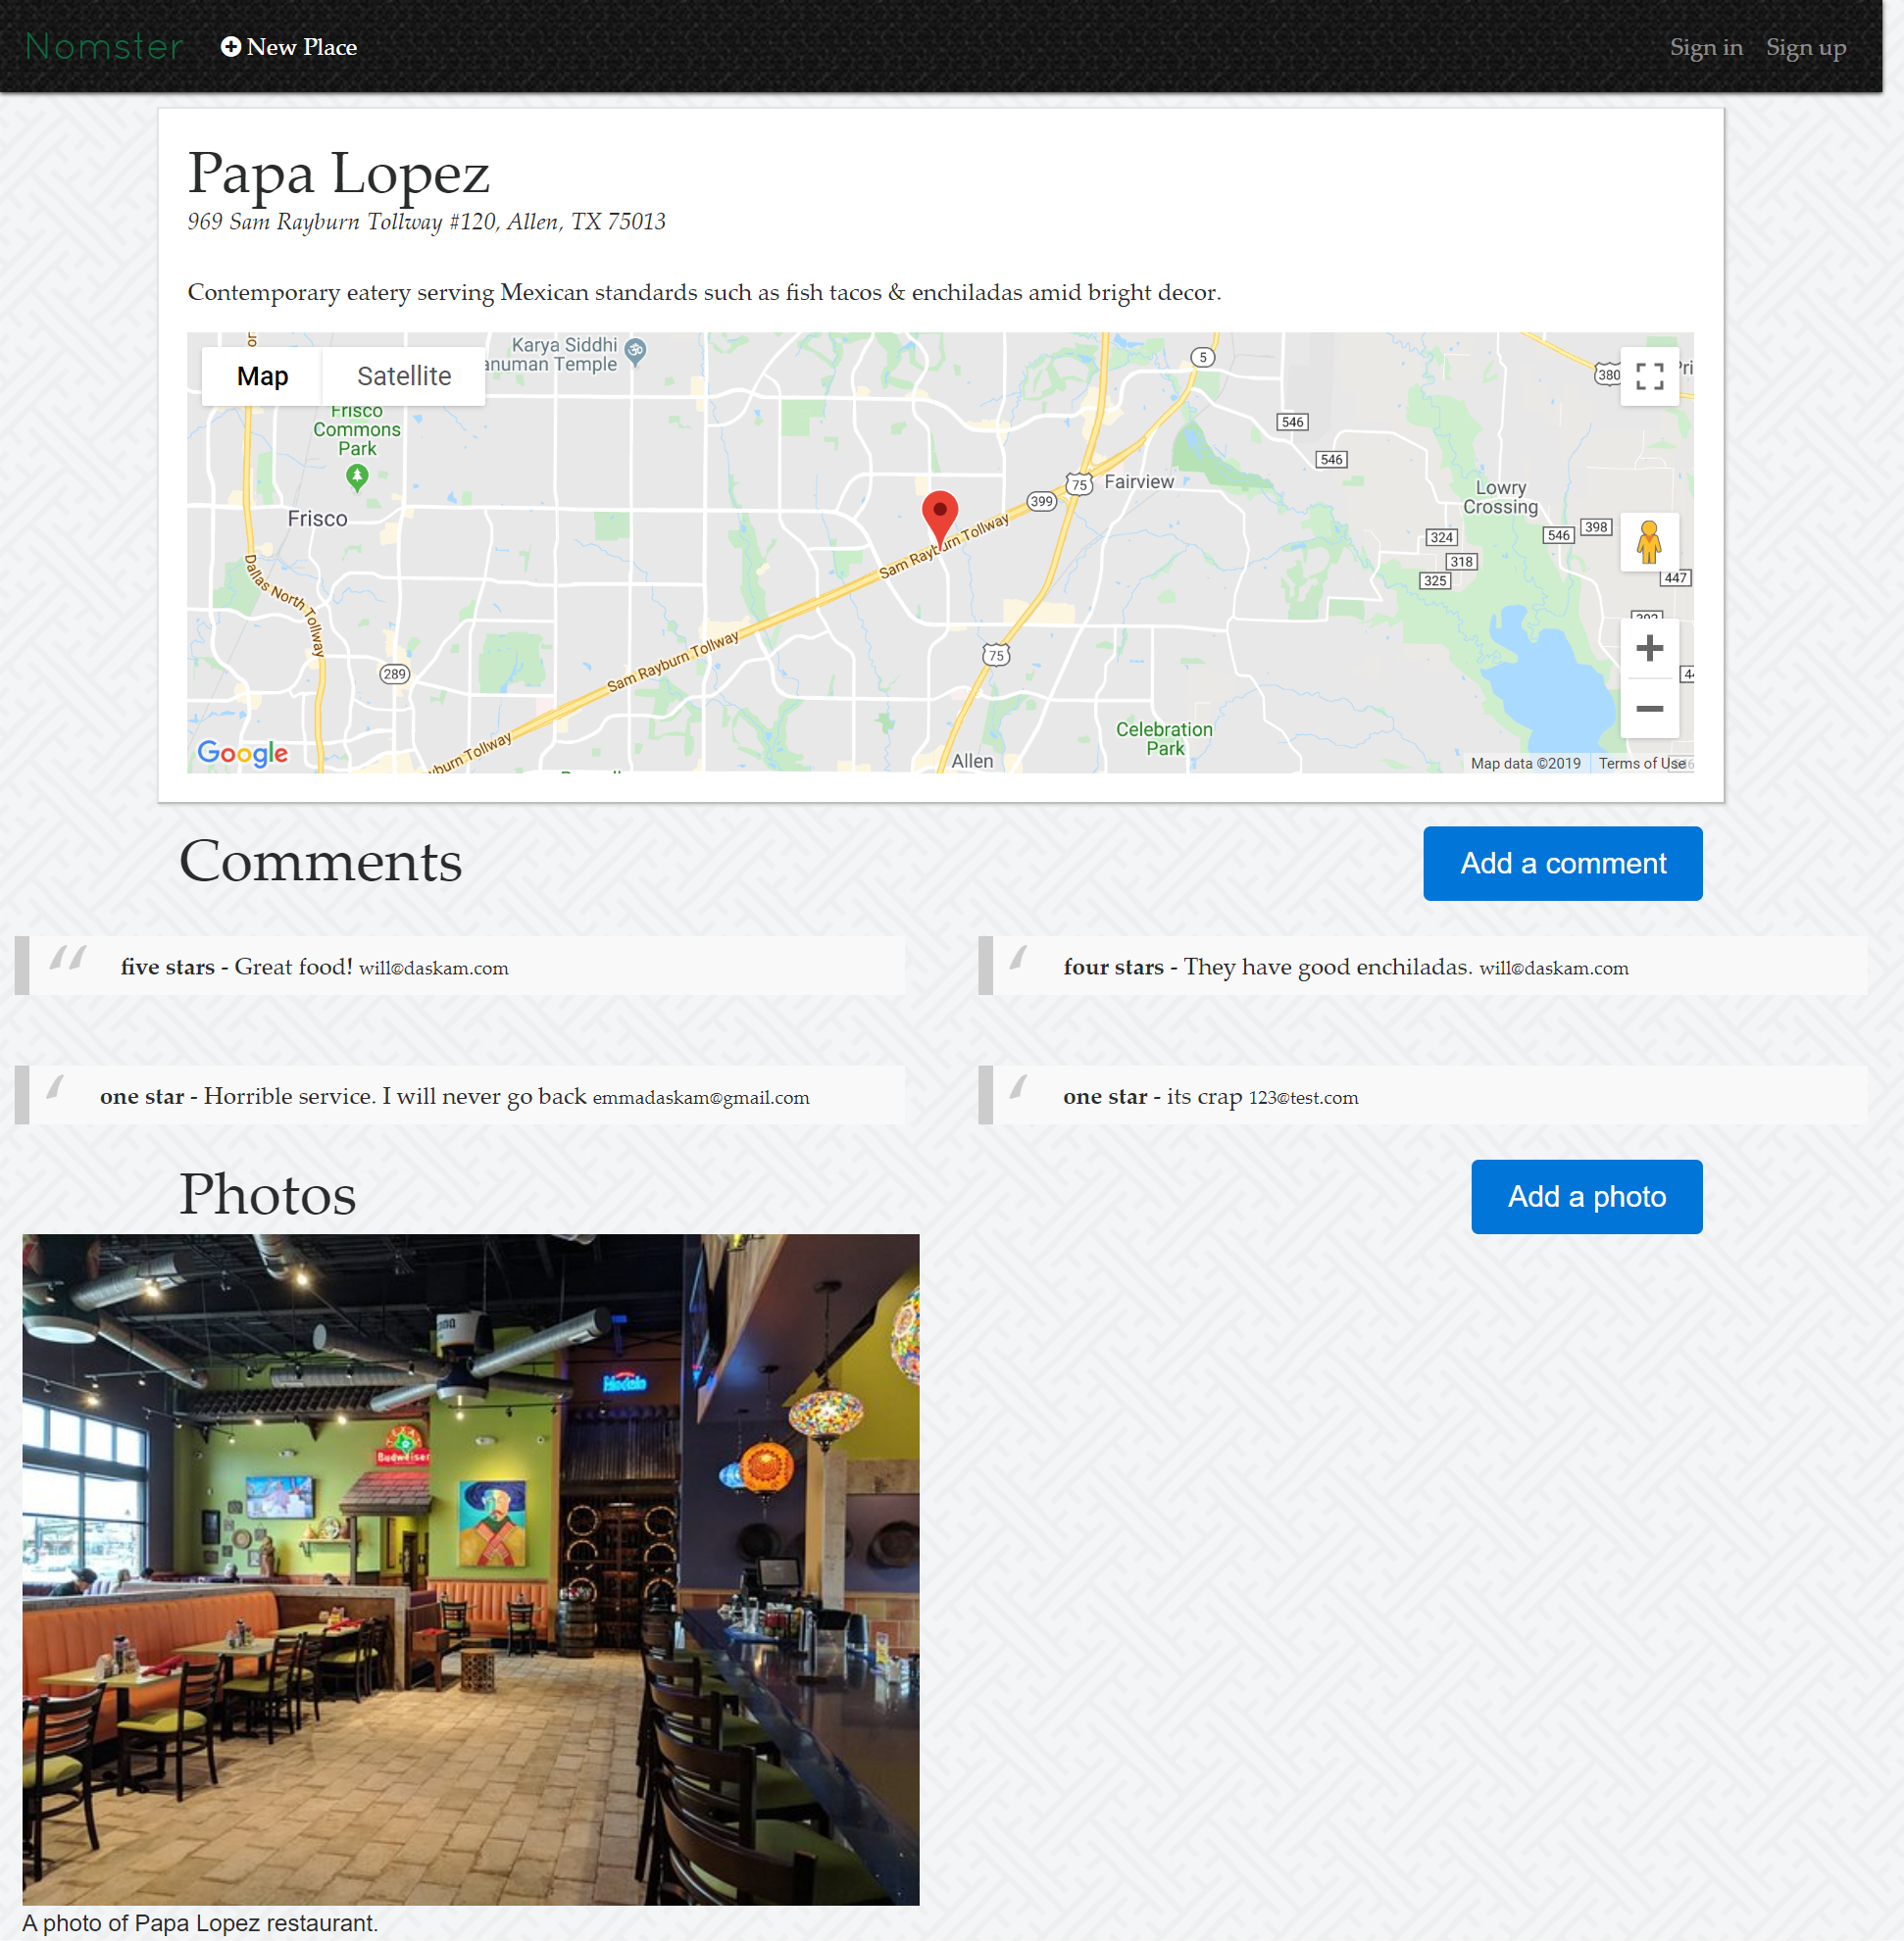 Nomster
New Place
Sign in
Sign up
Papa Lopez
969 Sam Rayburn Tollway #120, Allen, TX 75013
Contemporary eatery serving Mexican standards such as fish tacos & enchiladas amid bright decor.
Map
Satellite
Karya Siddhi
anuman Temple
5
380
Pri
Frisco
Commons
Park
546
546
Frisco
399
75
Fairview
Lowry
Crossing
Sam Rayburn Tollway
324
546
398
318
325
447
Dallas North Tollway
Sam Rayburn Tollway
75
289
Celebration
Park
burn Tollway
Allen
Google
Map data ©2019
Terms of Use
Comments
Add a comment
five stars - Great food! will@daskam.com
four stars - They have good enchiladas. will@daskam.com
one star - Horrible service. I will never go back emmadaskam@gmail.com
one star - its crap 123@test.com
Photos
Add a photo
Modelo
Budweiser
A photo of Papa Lopez restaurant.